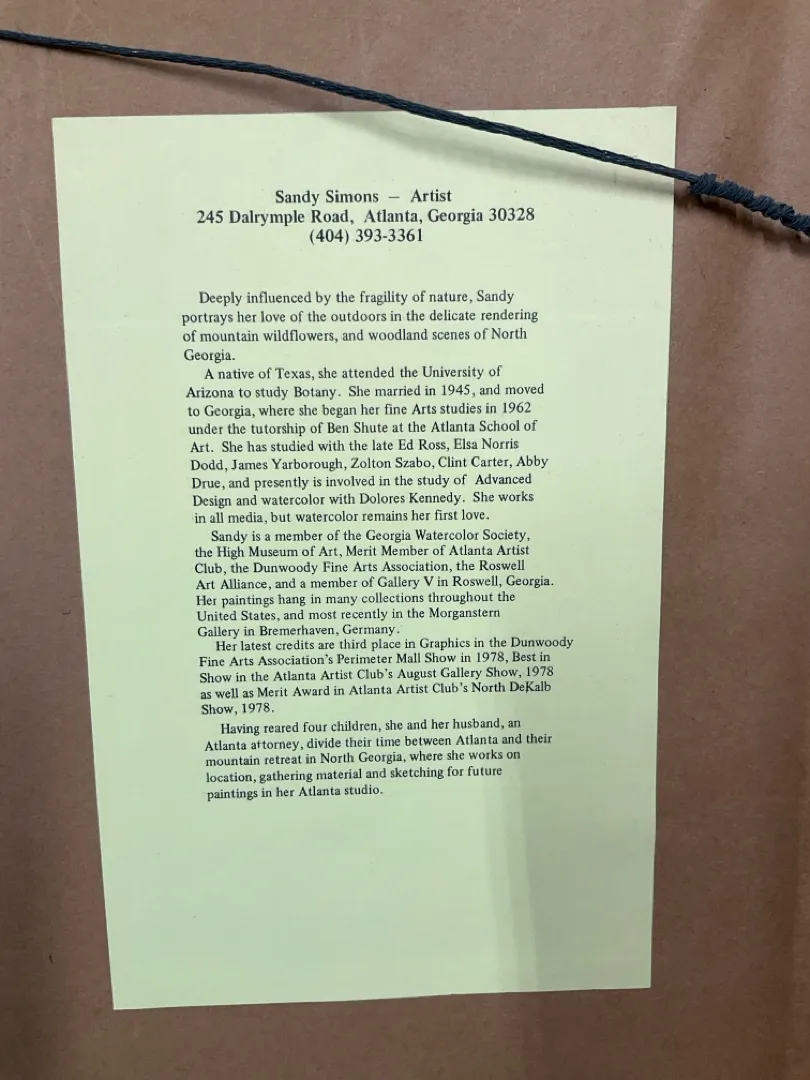 Sandy Simons — Artist
245 Dalrymple Road, Atlanta, Georgia 30328
(404) 393-3361
Deeply influenced by the fragility of nature, Sandy
portrays her love of the outdoors in the delicate rendering
of mountain wildflowers, and woodland scenes of North
Georgia.
A native of Texas, she attended the University of
Arizona to study Botany. She married in 1945, and moved
to Georgia, where she began her fine Arts studies in 1962
under the tutorship of Ben Shute at the Atlanta School of
Art. She has studied with the late Ed Ross, Elsa Norris
Dodd, James Yarborough, Zolton Szabo, Clint Carter, Abby
Drue, and presently is involved in the study of Advanced
Design and watercolor with Dolores Kennedy. She works
in all media, but watercolor remains her first love.
Sandy is a member of the Georgia Watercolor Society,
the High Museum of Art, Merit Member of Atlanta Artist
Club, the Dunwoody Fine Arts Association, the Roswell
Art Alliance, and a member of Gallery V in Roswell, Georgia.
Her paintings hang in many collections throughout the
United States, and most recently in the Morganstern
Gallery in Bremerhaven, Germany.
Her latest credits are third place in Graphics in the Dunwoody
Fine Arts Association's Perimeter Mall Show in 1978, Best in
Show in the Atlanta Artist Club's August Gallery Show, 1978
as well as Merit Award in Atlanta Artist Club's North DeKalb
Show, 1978.
Having reared four children, she and her husband, an
Atlanta attorney, divide their time between Atlanta and their
mountain retreat in North Georgia, where she works on
location, gathering material and sketching for future
paintings in her Atlanta studio.